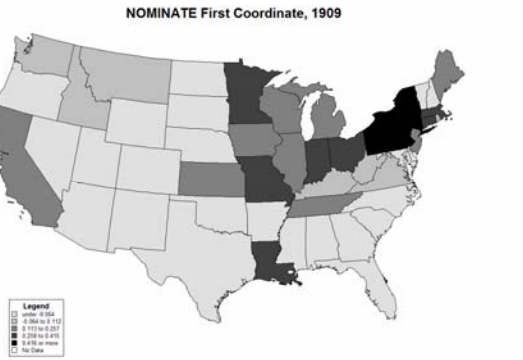 NOMINATE First Coordinate, 1909
Legend
under -0.064
-0.064 to 0.112
0.113 to 0.257
0.258 to 0.415
0.416 or more
No Data